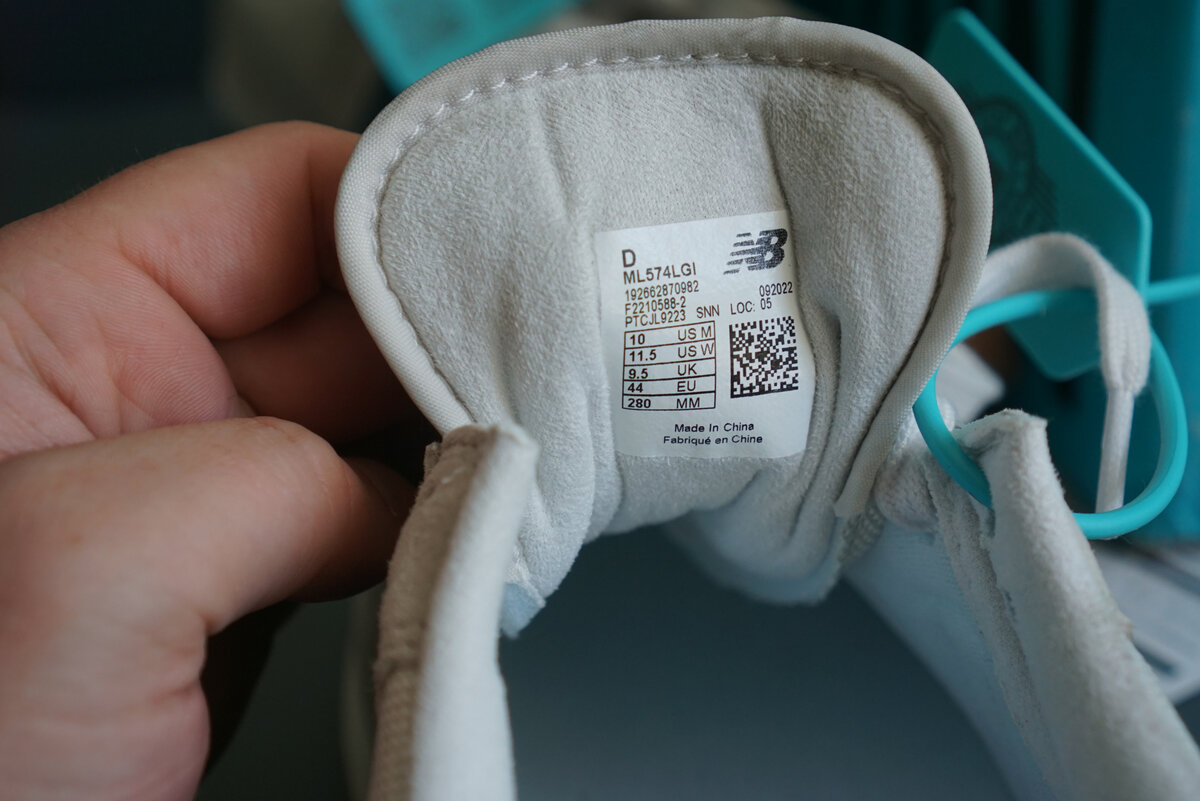 D
NB
ML574LGI
192662870982
092022
F2210588-2
PTCJL9223 SNN LOC: 05
10 US M
11.5 US W
9.5 UK
44 EU
280 MM
Made In China
Fabriqué en Chine